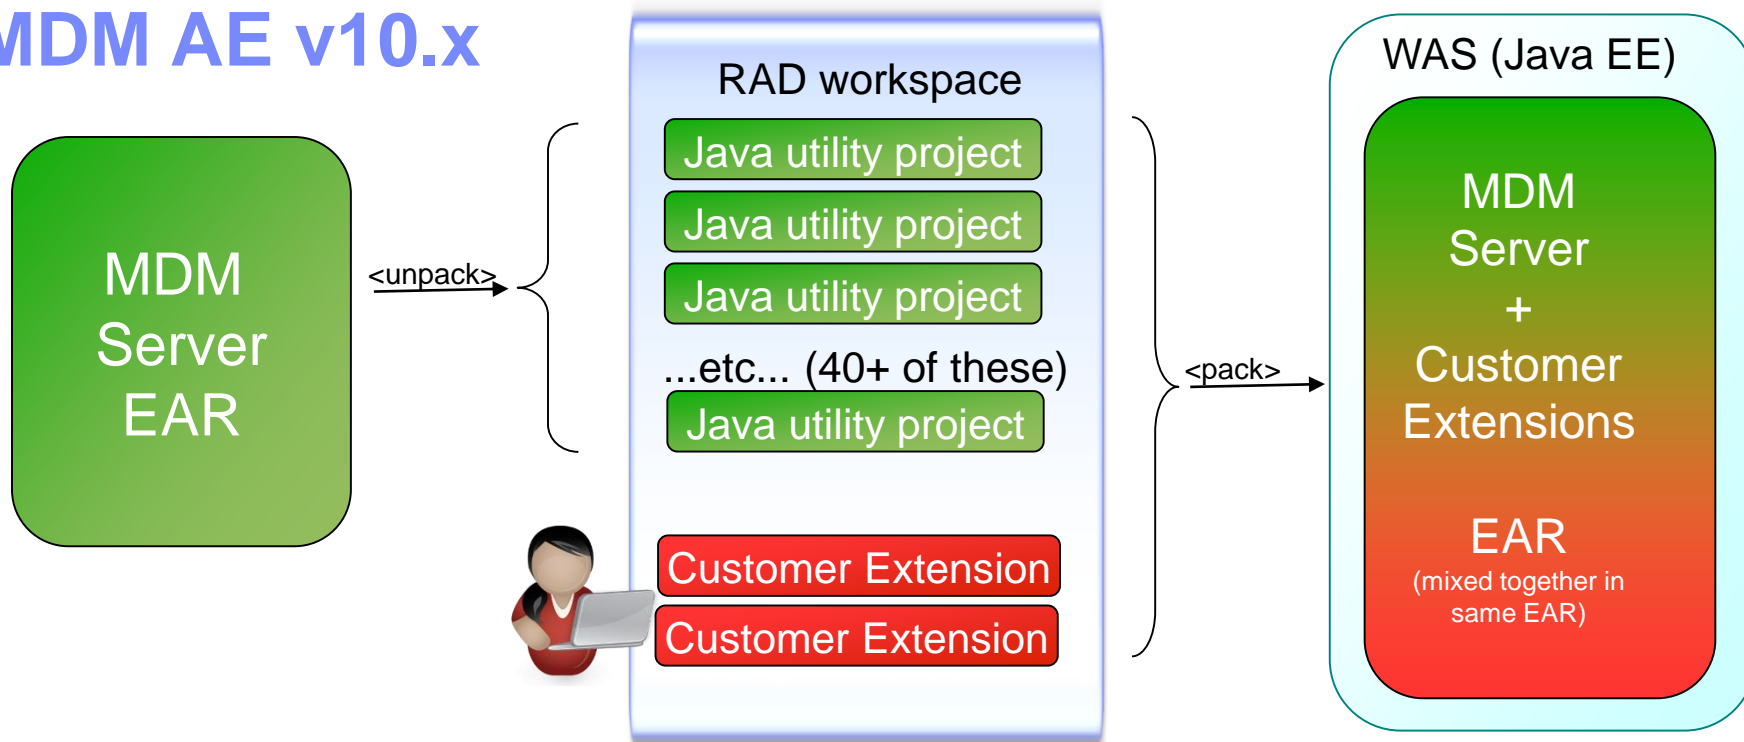 MDM AE v10.x
MDM
Server
EAR
<unpack>
RAD workspace
Java utility project
Java utility project
Java utility project
...etc... (40+ of these)
Java utility project
Customer Extension
Customer Extension
<pack>
WAS (Java EE)
MDM
Server
+
Customer
Extensions
EAR
(mixed together in
same EAR)